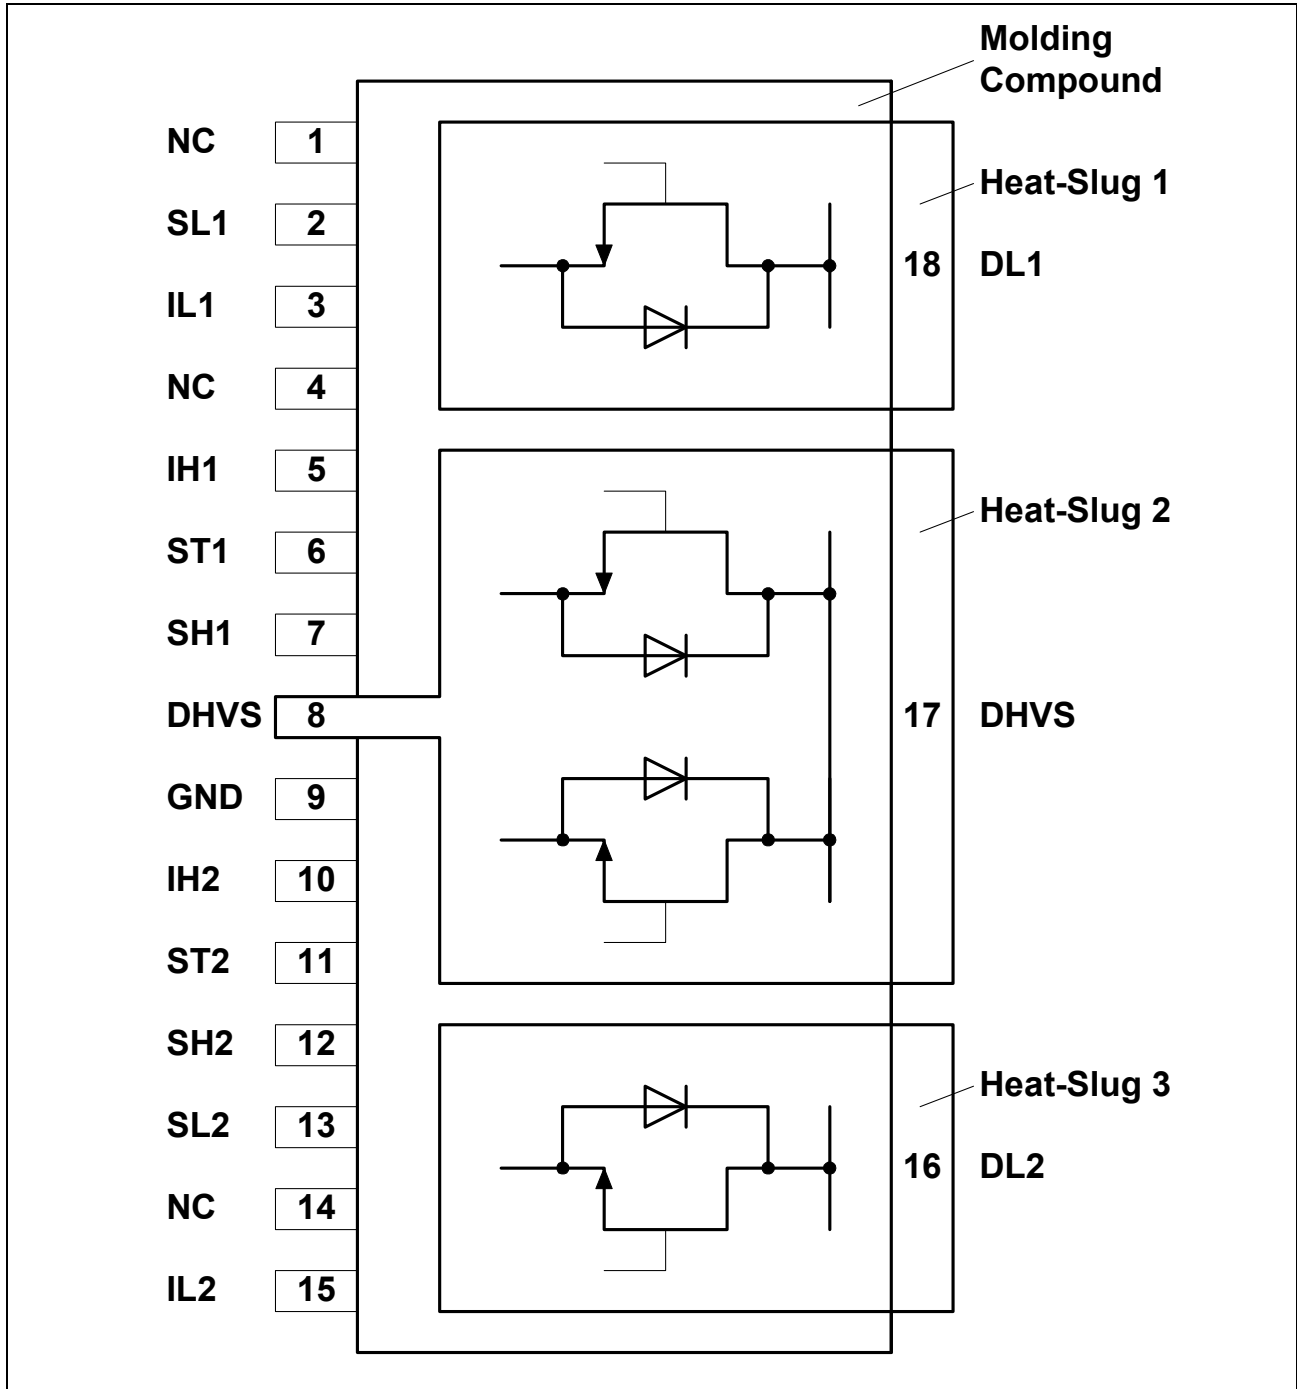 Molding
Compound
NC 1
Heat-Slug 1
SL1 2
18 DL1
IL1 3
NC 4
IH1 5
Heat-Slug 2
ST1 6
SH1 7
DHVS 8
17 DHVS
GND 9
IH2 10
ST2 11
SH2 12
Heat-Slug 3
SL2 13
16 DL2
NC 14
IL2 15